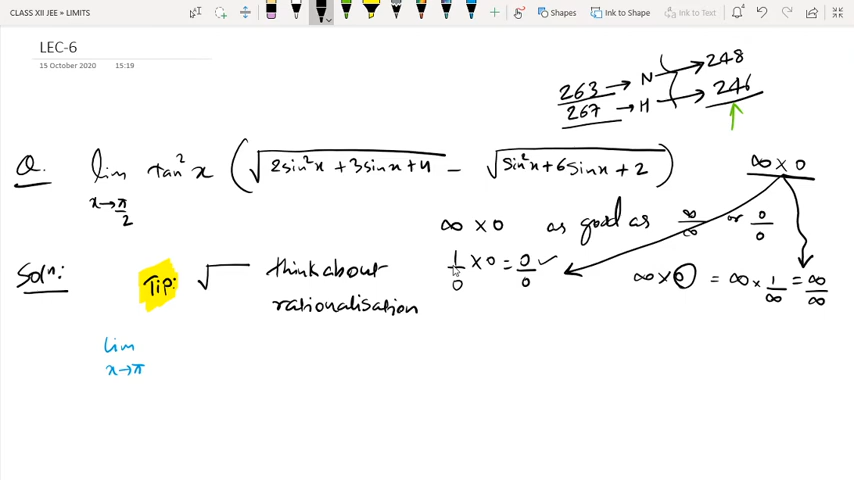 CLASS XII JEE » LIMITS
Shapes
Ink to Shape
Ink to Text
LEC-6
15 October 2020 15:19
263 → N → 248
267 → H → 246
Q. lim x→π/2 tan²x (√(2sin²x + 3sinx + 4) − √(sin²x + 6sinx + 2))
∞ × 0
∞ × 0 as good as ∞/∞ or 0/0
1/0 × 0 = 0/0 ✓
∞ × 0 = ∞ × 1/∞ = ∞/∞
Soln: Tip: √ think about
rationalisation
lim
x→π